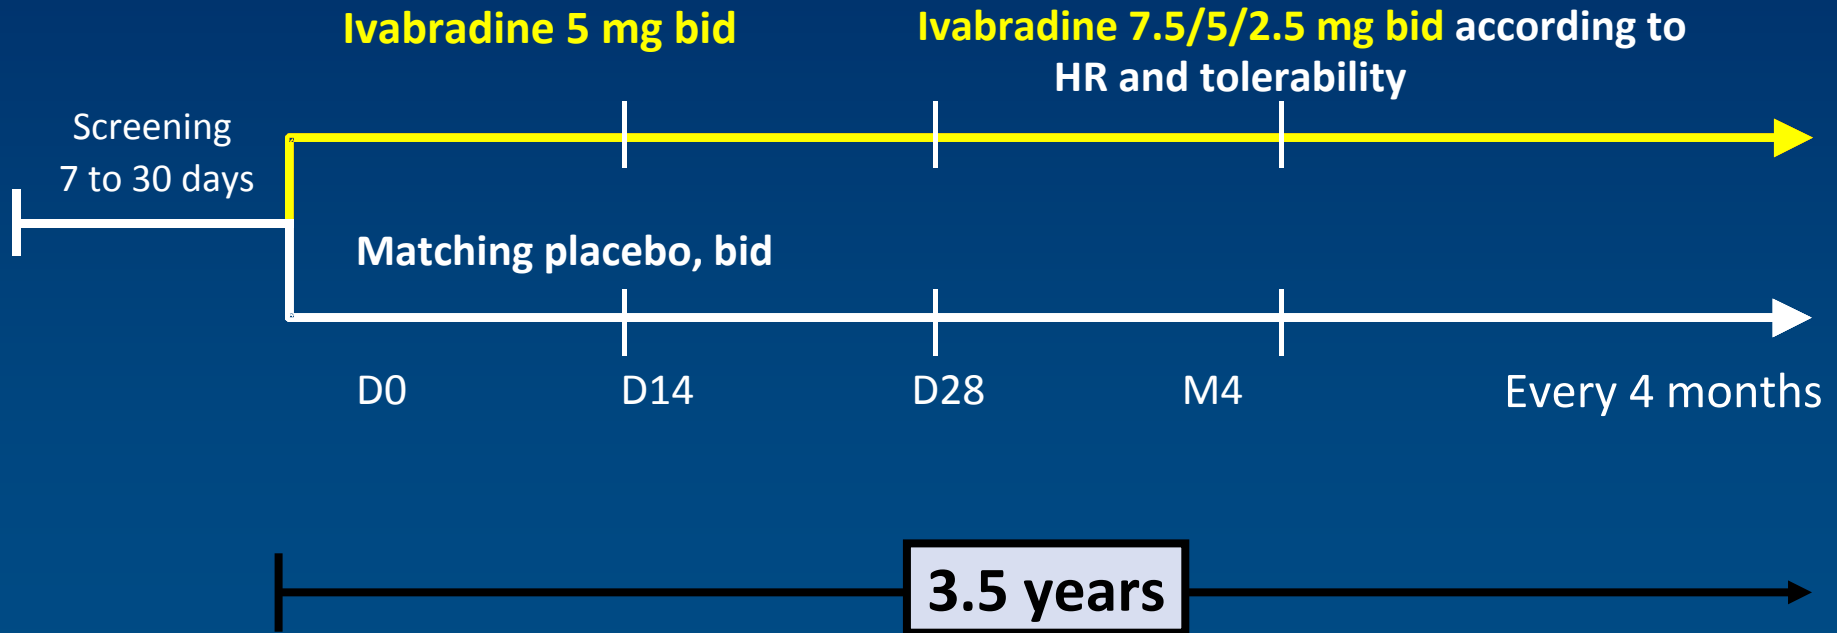 Ivabradine 5 mg bid
Ivabradine 7.5/5/2.5 mg bid according to
HR and tolerability
Screening
7 to 30 days
Matching placebo, bid
D0
D14
D28
M4
Every 4 months
3.5 years